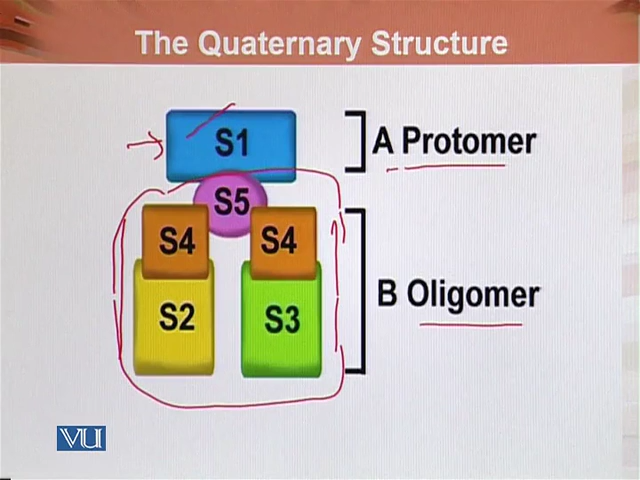 The Quaternary Structure
S1
A Protomer
S5
S4 S4
B Oligomer
S2 S3
VU